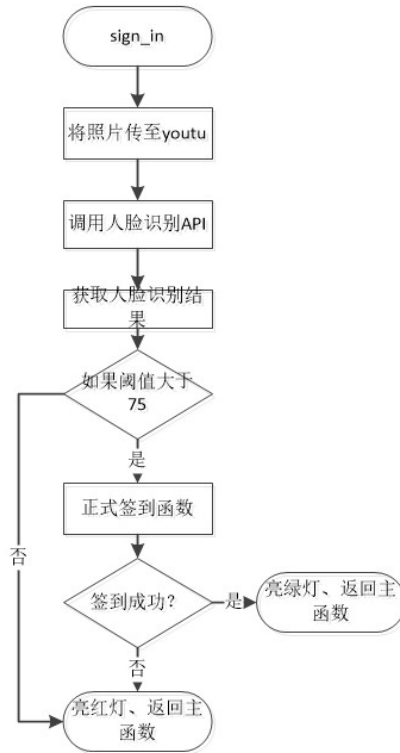 sign_in
将照片传至youtu
调用人脸识别API
获取人脸识别结
果
如果阈值大于
75
是
正式签到函数
否
签到成功？
是
亮绿灯、返回主
函数
否
亮红灯、返回主
函数